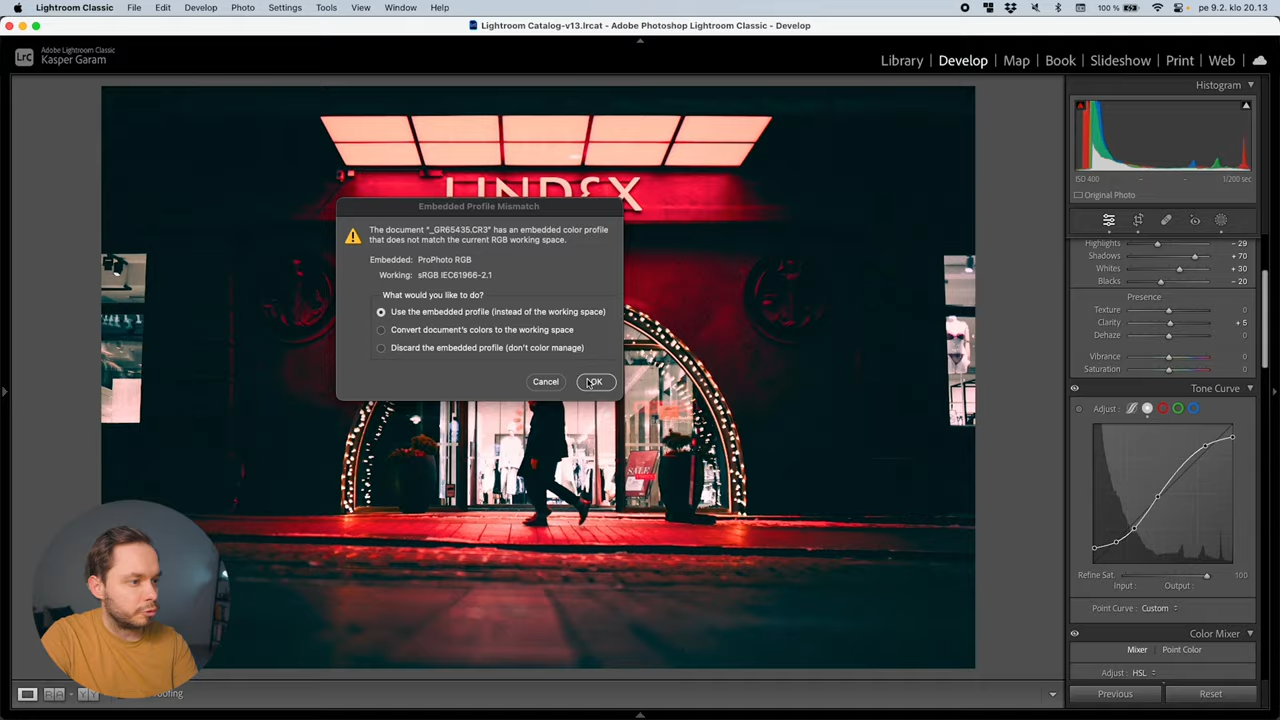 Lightroom Classic File Edit Develop Photo Settings Tools View Window Help 100 % pe 9.2. klo 20.13
Lightroom Catalog-v13.lrcat - Adobe Photoshop Lightroom Classic - Develop
Lrc
Adobe Lightroom Classic
Kasper Garam
Library | Develop | Map | Book | Slideshow | Print | Web
Histogram
ISO 400 - - 1/200 sec
Original Photo
LINDEX
Embedded Profile Mismatch
The document "_GR65435.CR3" has an embedded color profile
that does not match the current RGB working space.
Embedded: ProPhoto RGB
Working: sRGB IEC61966-2.1
What would you like to do?
Use the embedded profile (instead of the working space)
Convert document's colors to the working space
Discard the embedded profile (don't color manage)
Cancel OK
SALE
Highlights - 29
Shadows + 70
Whites + 30
Blacks - 20
Presence
Texture 0
Clarity + 5
Vibrance 0
Saturation 0
Tone Curve
Adjust :
Refine Sat. 100
Input : Output :
Point Curve : Custom
Color Mixer
Mixer Point Color
Adjust : HSL
Previous Reset